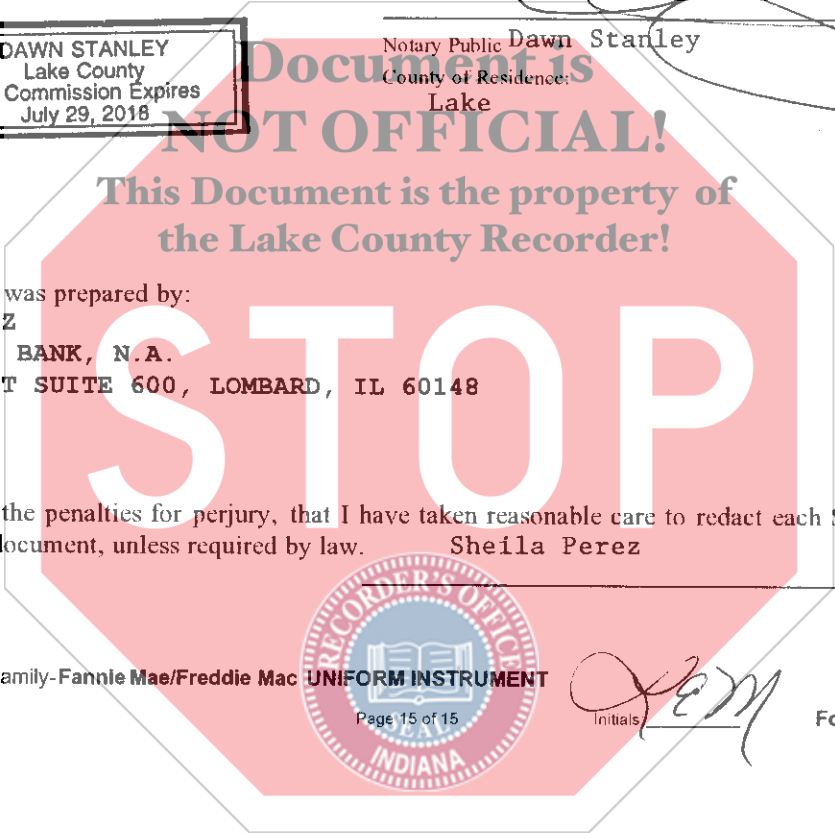 DAWN STANLEY
Lake County
Commission Expires
July 29, 2018
Notary Public Dawn Stanley
County of Residence:
Lake
Document is
NOT OFFICIAL!
This Document is the property of
the Lake County Recorder!
was prepared by:
Z
BANK, N.A.
T SUITE 600, LOMBARD, IL 60148
STOP
the penalties for perjury, that I have taken reasonable care to redact each S
ocument, unless required by law. Sheila Perez
RECORDER'S OFFICE
SEAL
INDIANA
amily-Fannie Mae/Freddie Mac UNIFORM INSTRUMENT
Page 15 of 15
Initials
Fo